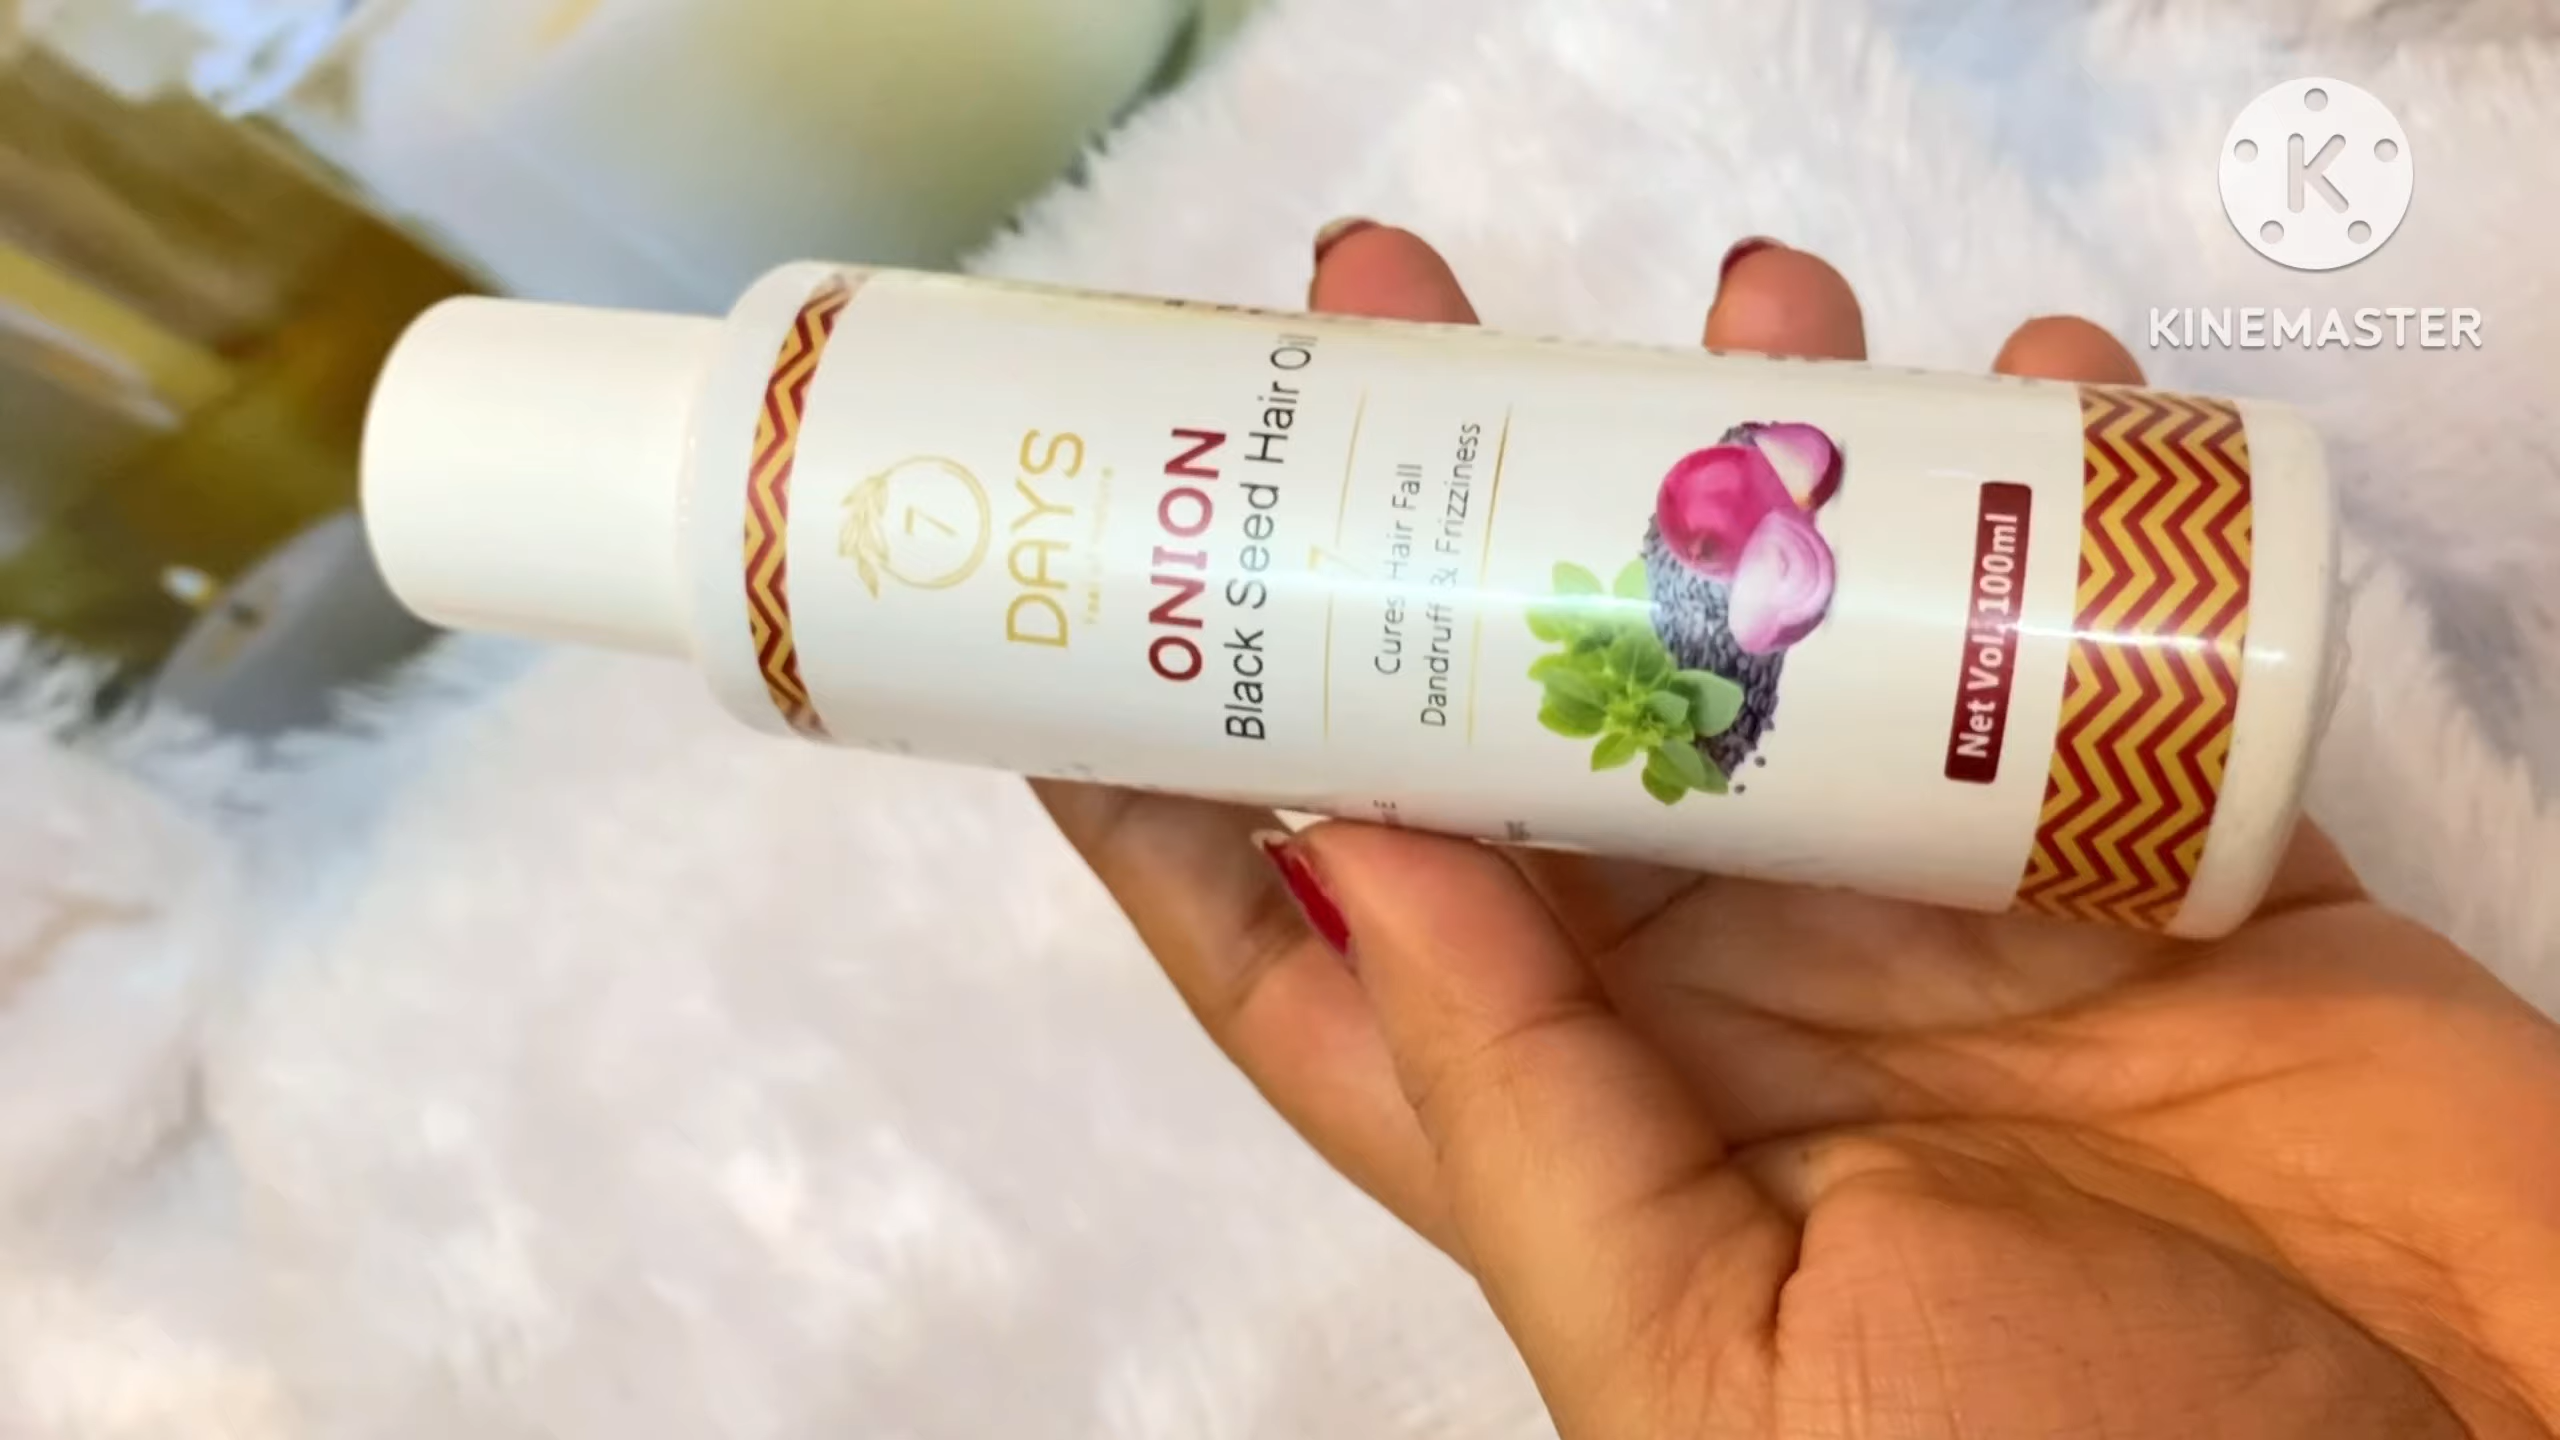 7
DAYS
ONION
Black Seed Hair Oil
Cures Hair Fall
Dandruff & Frizziness
Net Vol.:100ml
K
KINEMASTER